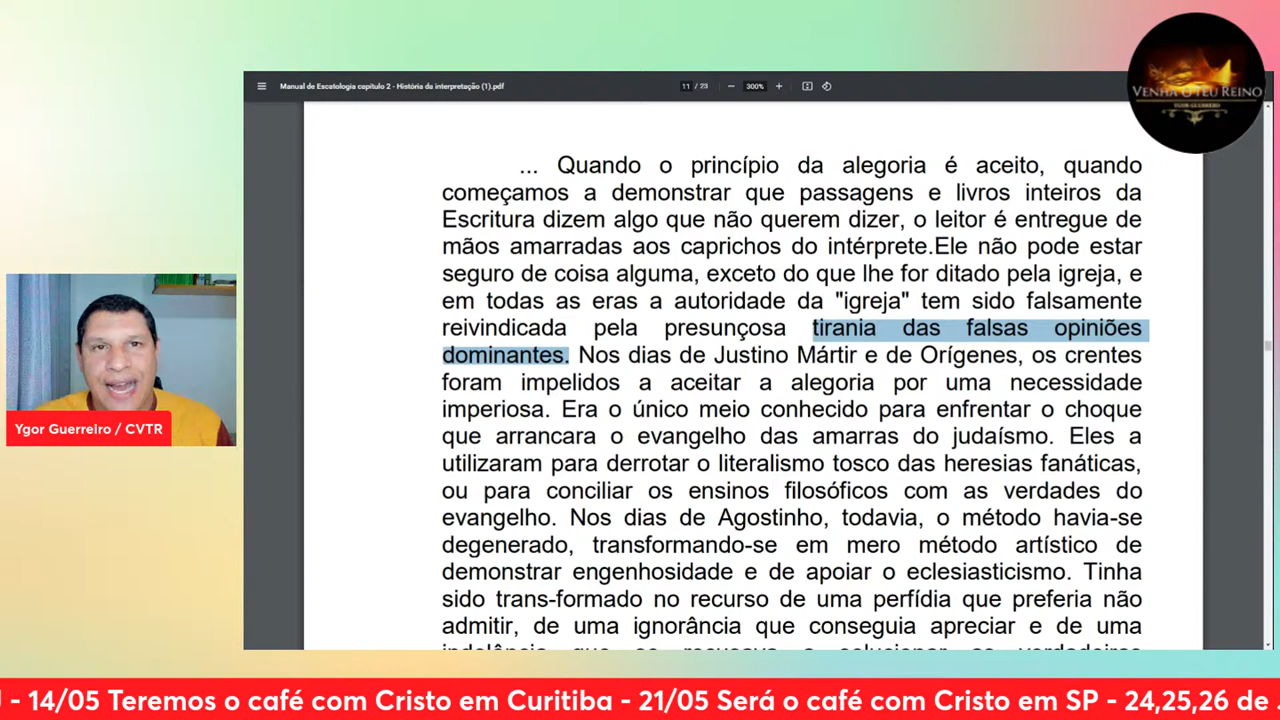 Manual de Escatologia capítulo 2 - História da interpretação (1).pdf
11 / 23
300%
VENHA O TEU REINO
YGOR GUERREIRO
... Quando o princípio da alegoria é aceito, quando
começamos a demonstrar que passagens e livros inteiros da
Escritura dizem algo que não querem dizer, o leitor é entregue de
mãos amarradas aos caprichos do intérprete.Ele não pode estar
seguro de coisa alguma, exceto do que lhe for ditado pela igreja, e
em todas as eras a autoridade da "igreja" tem sido falsamente
reivindicada pela presunçosa tirania das falsas opiniões
dominantes. Nos dias de Justino Mártir e de Orígenes, os crentes
foram impelidos a aceitar a alegoria por uma necessidade
imperiosa. Era o único meio conhecido para enfrentar o choque
que arrancara o evangelho das amarras do judaísmo. Eles a
utilizaram para derrotar o literalismo tosco das heresias fanáticas,
ou para conciliar os ensinos filosóficos com as verdades do
evangelho. Nos dias de Agostinho, todavia, o método havia-se
degenerado, transformando-se em mero método artístico de
demonstrar engenhosidade e de apoiar o eclesiasticismo. Tinha
sido trans-formado no recurso de uma perfídia que preferia não
admitir, de uma ignorância que conseguia apreciar e de uma
Ygor Guerreiro / CVTR
- 14/05 Teremos o café com Cristo em Curitiba - 21/05 Será o café com Cristo em SP - 24,25,26 de